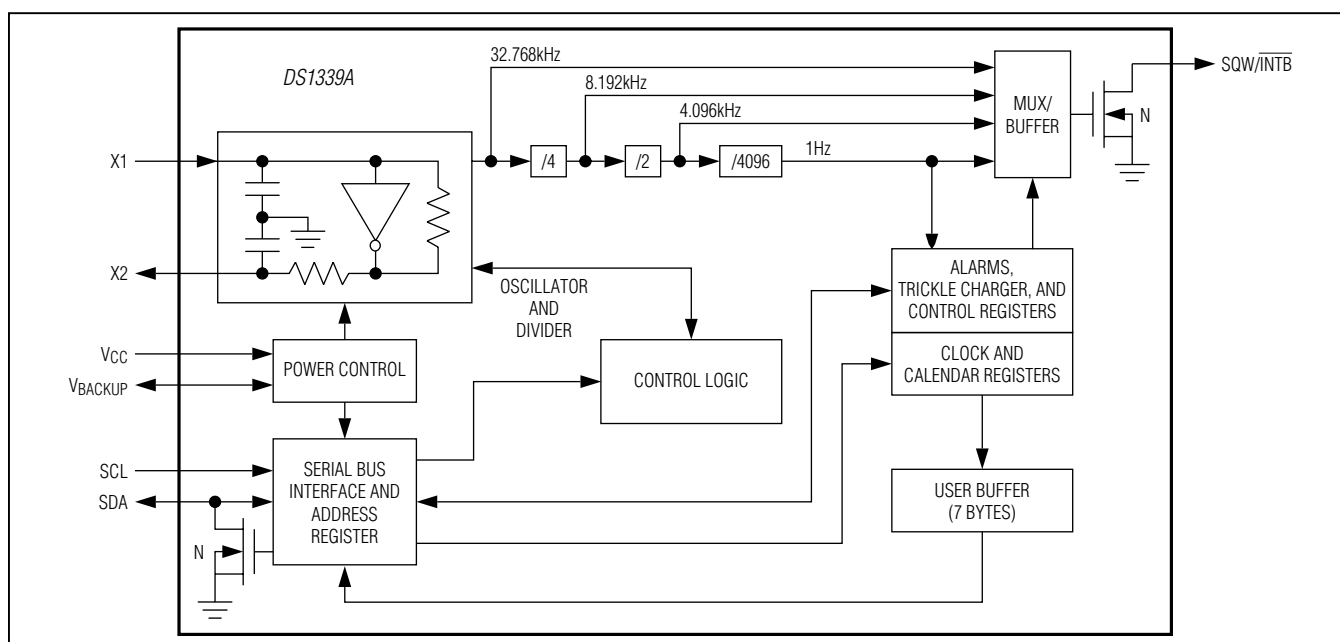 32.768kHz
DS1339A
8.192kHz
4.096kHz
SQW/INTB
MUX/
BUFFER
N
X1
/4
/2
/4096
1Hz
X2
OSCILLATOR
AND
DIVIDER
ALARMS,
TRICKLE CHARGER, AND
CONTROL REGISTERS
VCC
VBACKUP
POWER CONTROL
CONTROL LOGIC
CLOCK AND
CALENDAR REGISTERS
SCL
SDA
SERIAL BUS
INTERFACE AND
ADDRESS
REGISTER
USER BUFFER
(7 BYTES)
N